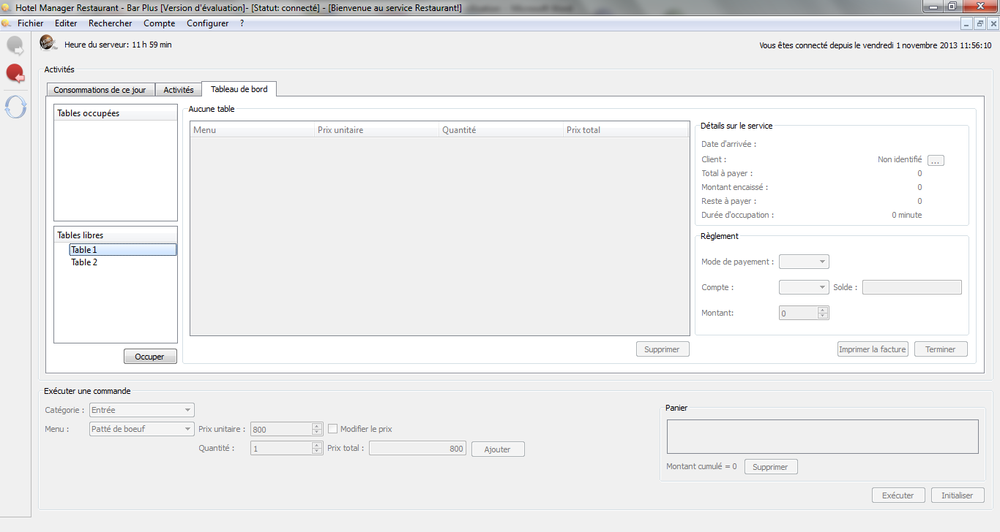 Hotel Manager Restaurant - Bar Plus [Version d'évaluation]- [Statut: connecté] - [Bienvenue au service Restaurant!]
Fichier Editer Rechercher Compte Configurer ?
Heure du serveur: 11 h 59 min
Vous êtes connecté depuis le vendredi 1 novembre 2013 11:56:10
Activités
Consommations de ce jour Activités Tableau de bord
Tables occupées
Aucune table
Menu Prix unitaire Quantité Prix total
Détails sur le service
Date d'arrivée :
Client : Non identifié ...
Total à payer : 0
Montant encaissé : 0
Reste à payer : 0
Durée d'occupation : 0 minute
Tables libres
Table 1
Table 2
Règlement
Mode de payement :
Compte : Solde :
Montant: 0
Occuper
Supprimer Imprimer la facture Terminer
Exécuter une commande
Catégorie : Entrée
Menu : Patté de boeuf Prix unitaire : 800 Modifier le prix
Quantité : 1 Prix total : 800 Ajouter
Panier
Montant cumulé = 0 Supprimer
Exécuter Initialiser